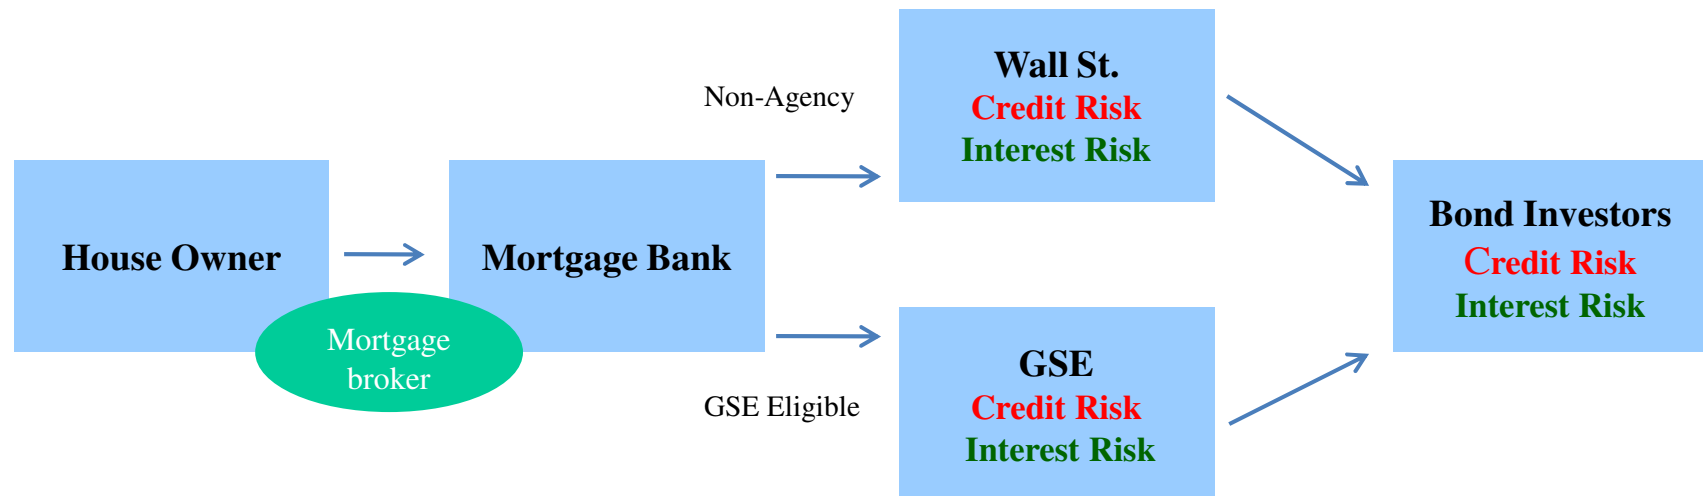 House Owner
Mortgage
broker
Mortgage Bank
Non-Agency
Wall St.
Credit Risk
Interest Risk
GSE Eligible
GSE
Credit Risk
Interest Risk
Bond Investors
Credit Risk
Interest Risk